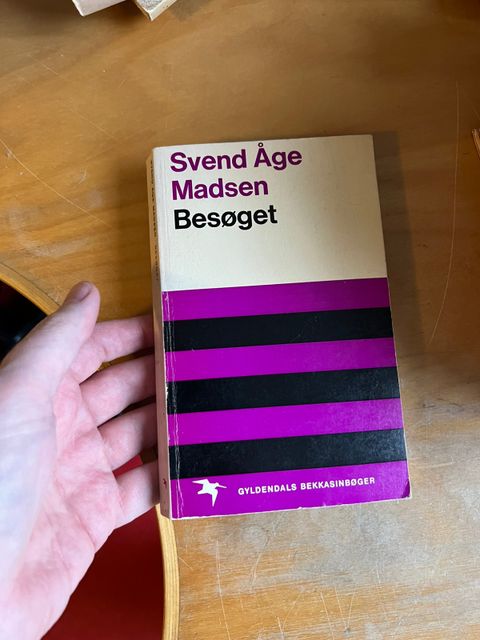 Svend Åge
Madsen
Besøget
GYLDENDALS BEKKASINBØGER